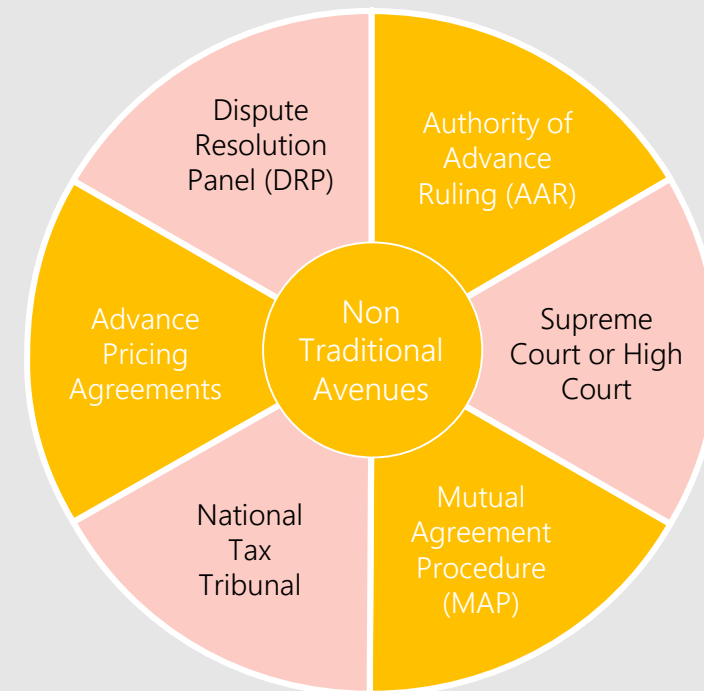 Dispute
Resolution
Panel (DRP)
Authority of
Advance
Ruling (AAR)
Advance
Pricing
Agreements
Non
Traditional
Avenues
Supreme
Court or High
Court
National
Tax
Tribunal
Mutual
Agreement
Procedure
(MAP)